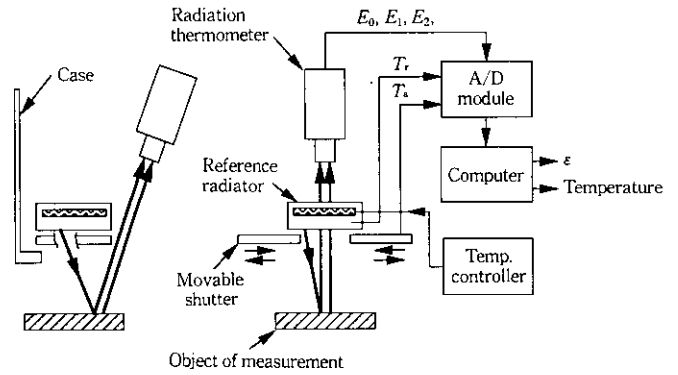 Radiation
thermometer
E₀, E₁, E₂,
Case
Tᵣ
Tₐ
A/D
module
Reference
radiator
Computer
ε
Temperature
Movable
shutter
Temp.
controller
Object of measurement